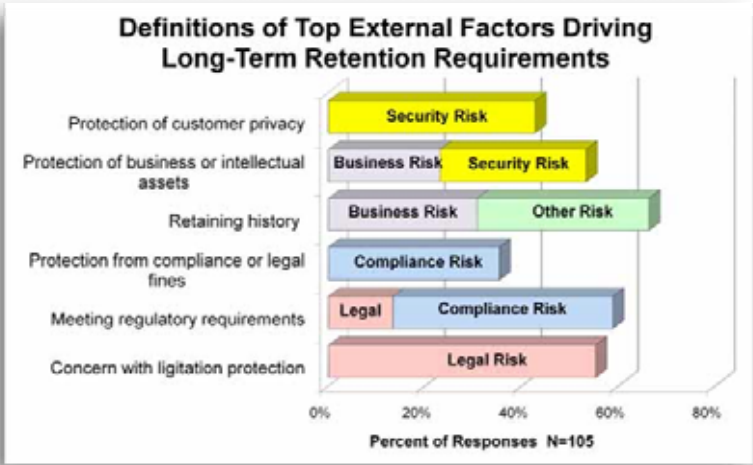 Definitions of Top External Factors Driving
Long-Term Retention Requirements
Protection of customer privacy
Security Risk
Protection of business or intellectual
assets
Business Risk
Security Risk
Retaining history
Business Risk
Other Risk
Protection from compliance or legal
fines
Compliance Risk
Meeting regulatory requirements
Legal
Compliance Risk
Concern with ligitation protection
Legal Risk
0% 20% 40% 60% 80%
Percent of Responses N=105